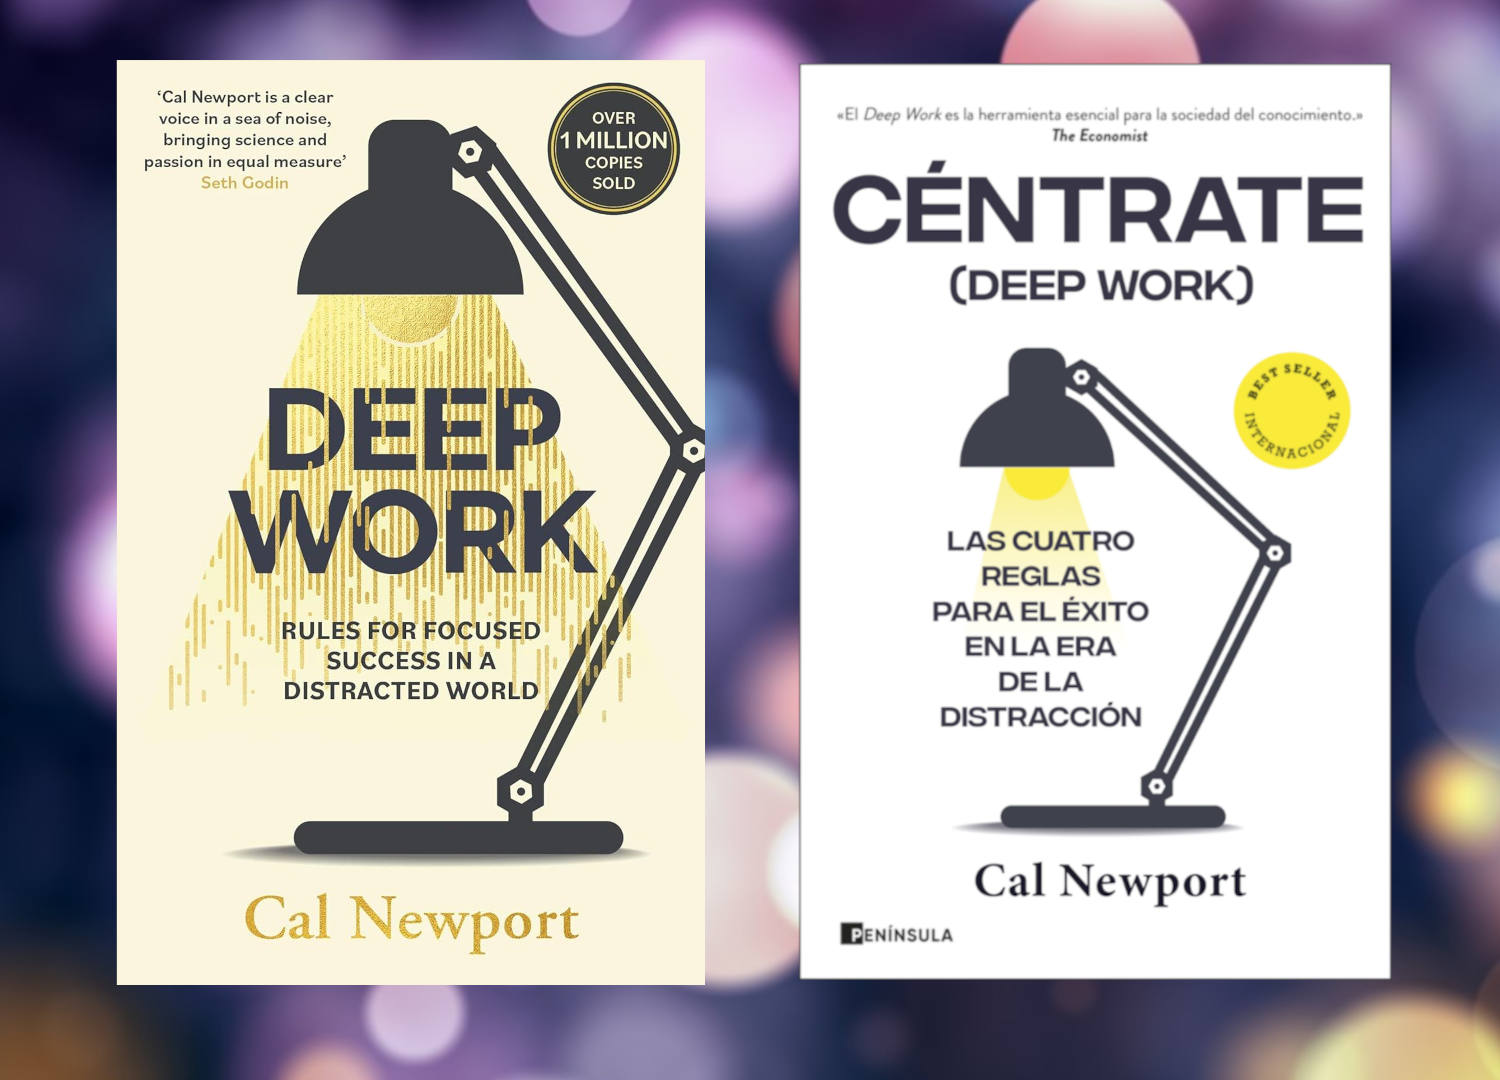 ‘Cal Newport is a clear
voice in a sea of noise,
bringing science and
passion in equal measure’
Seth Godin
OVER
1 MILLION
COPIES
SOLD
DEEP
WORK
RULES FOR FOCUSED
SUCCESS IN A
DISTRACTED WORLD
Cal Newport
«El Deep Work es la herramienta esencial para la sociedad del conocimiento.»
The Economist
CÉNTRATE
(DEEP WORK)
BEST SELLER
INTERNACIONAL
LAS CUATRO
REGLAS
PARA EL ÉXITO
EN LA ERA
DE LA
DISTRACCIÓN
Cal Newport
PENÍNSULA